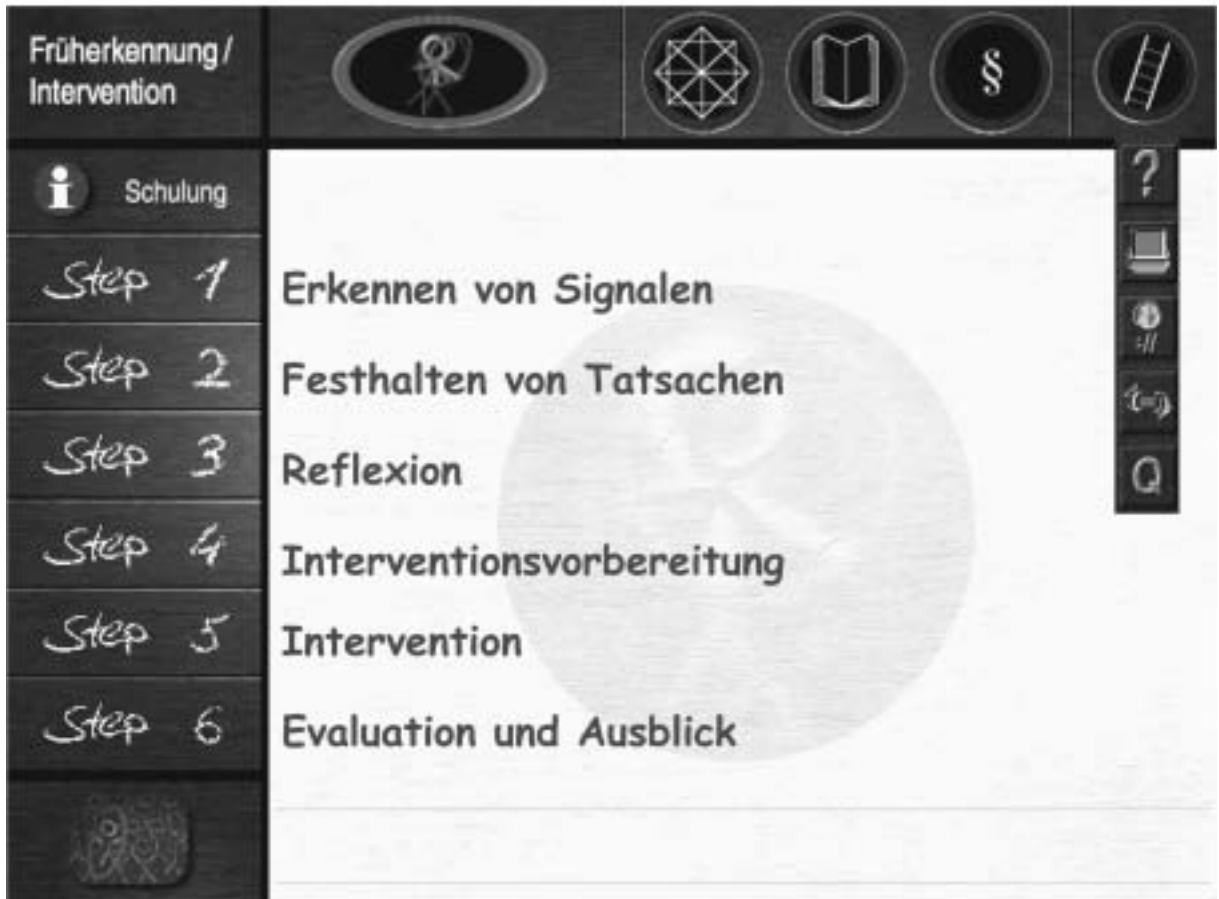 Früherkennung /
Intervention
§
i Schulung
?
://
Q
Step 1 Erkennen von Signalen
Step 2 Festhalten von Tatsachen
Step 3 Reflexion
Step 4 Interventionsvorbereitung
Step 5 Intervention
Step 6 Evaluation und Ausblick